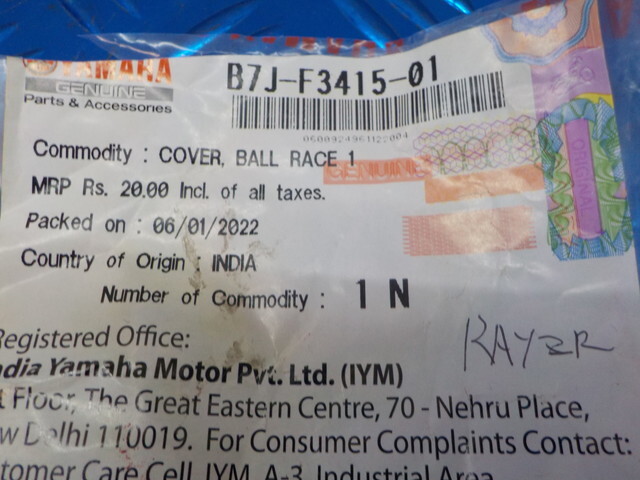 YAMAHA
GENUINE
Parts & Accessories
B7J-F3415-01
Commodity : COVER, BALL RACE 1
GENUINE
MRP Rs. 20.00 Incl. of all taxes.
ORIGINAL
Packed on : 06/01/2022
Country of Origin : INDIA
Number of Commodity : 1 N
Registered Office:
India Yamaha Motor Pvt. Ltd. (IYM)
Floor, The Great Eastern Centre, 70 - Nehru Place,
New Delhi 110019. For Consumer Complaints Contact:
Customer Care Cell, IYM, A-3, Industrial Area